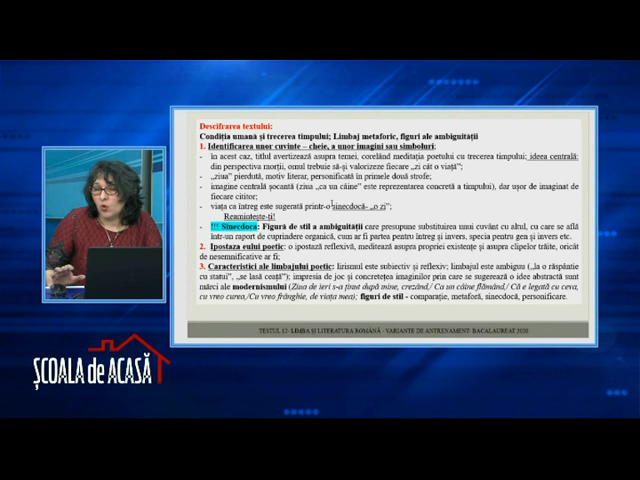 Descifrarea textului:
Condiția umană și trecerea timpului; Limbaj metaforic, figuri ale ambiguității
1. Identificarea unor cuvinte – cheie, a unor imagini sau simboluri:
- în acest caz, titlul avertizează asupra temei, corelând meditația poetului cu trecerea timpului; ideea centrală:
din perspectiva morții, omul trebuie să-și valorizeze fiecare „zi cât o viață”;
- „ziua” pierdută, motiv literar, personificată în primele două strofe;
- imagine centrală șocantă (ziua „ca un câine” este reprezentarea concretă a timpului), dar ușor de imaginat de
fiecare cititor;
- viața ca întreg este sugerată printr-o sinecdocă- „o zi”;
Reamintește-ți!
- !!! Sinecdoca: Figură de stil a ambiguității care presupune substituirea unui cuvânt cu altul, cu care se află
într-un raport de cuprindere organică, cum ar fi partea pentru întreg și invers, specia pentru gen și invers etc.
2. Ipostaza eului poetic: o ipostază reflexivă, meditează asupra propriei existențe și asupra clipelor trăite, oricât
de nesemnificative ar fi;
3. Caracteristici ale limbajului poetic: lirismul este subiectiv și reflexiv; limbajul este ambiguu („la o răspântie
cu statui”, „se lasă ceață”); impresia de joc și concretețea imaginilor prin care se sugerează o idee abstractă sunt
mărci ale modernismului (Ziua de ieri s-a ținut după mine, crezând,/ Ca un câine flămând,/ Că e legată cu ceva,
cu vreo curea,/Cu vreo frânghie, de viața mea); figuri de stil - comparație, metaforă, sinecdocă, personificare.
TESTUL 12- LIMBA ȘI LITERATURA ROMÂNĂ - VARIANTE DE ANTRENAMENT- BACALAUREAT 2020
ȘCOALA de ACASĂ